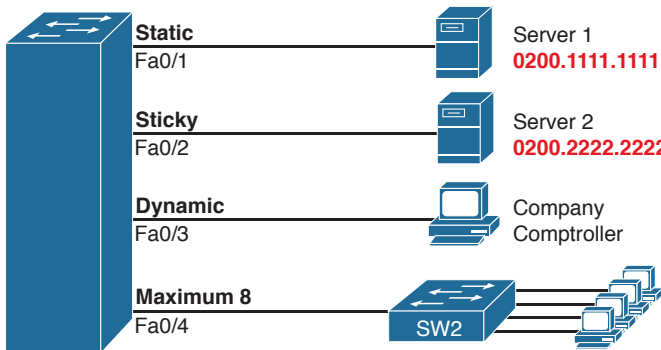 Static
Fa0/1
Server 1
0200.1111.1111
Sticky
Fa0/2
Server 2
0200.2222.2222
Dynamic
Fa0/3
Company
Comptroller
Maximum 8
Fa0/4
SW2